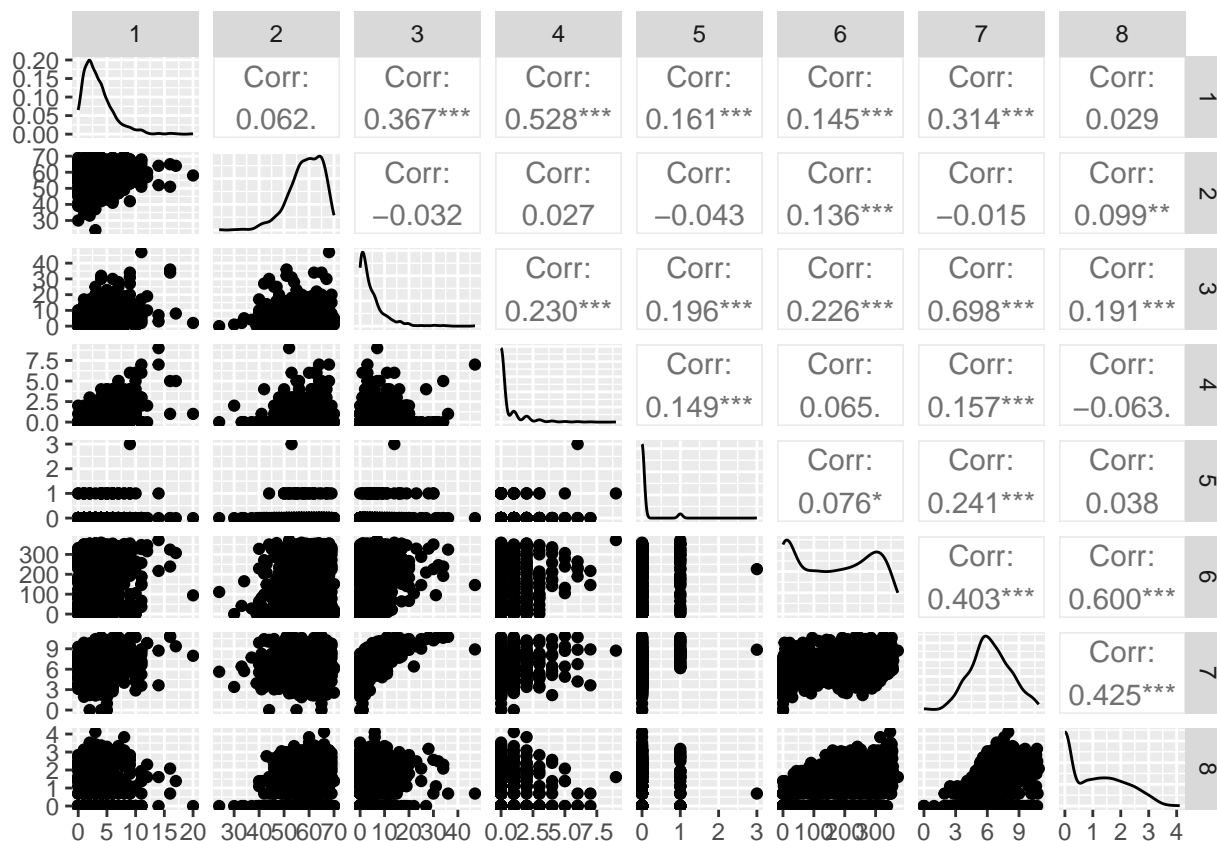 1 2 3 4 5 6 7 8
0.20
0.15
0.10
0.05
0.00
Corr:
0.062.
Corr:
0.367***
Corr:
0.528***
Corr:
0.161***
Corr:
0.145***
Corr:
0.314***
Corr:
0.029
1
70
60
50
40
30
Corr:
−0.032
Corr:
0.027
Corr:
−0.043
Corr:
0.136***
Corr:
−0.015
Corr:
0.099**
2
40
30
20
10
0
Corr:
0.230***
Corr:
0.196***
Corr:
0.226***
Corr:
0.698***
Corr:
0.191***
3
7.5
5.0
2.5
0.0
Corr:
0.149***
Corr:
0.065.
Corr:
0.157***
Corr:
−0.063.
4
3
2
1
0
Corr:
0.076*
Corr:
0.241***
Corr:
0.038
5
300
200
100
0
Corr:
0.403***
Corr:
0.600***
6
9
6
3
0
Corr:
0.425***
7
4
3
2
1
0
8
0 5 10 15 20
30 40 50 60 70
0 10 20 30 40
0.0 2.5 5.0 7.5
0 1 2 3
0 100 200 300
0 3 6 9
0 1 2 3 4